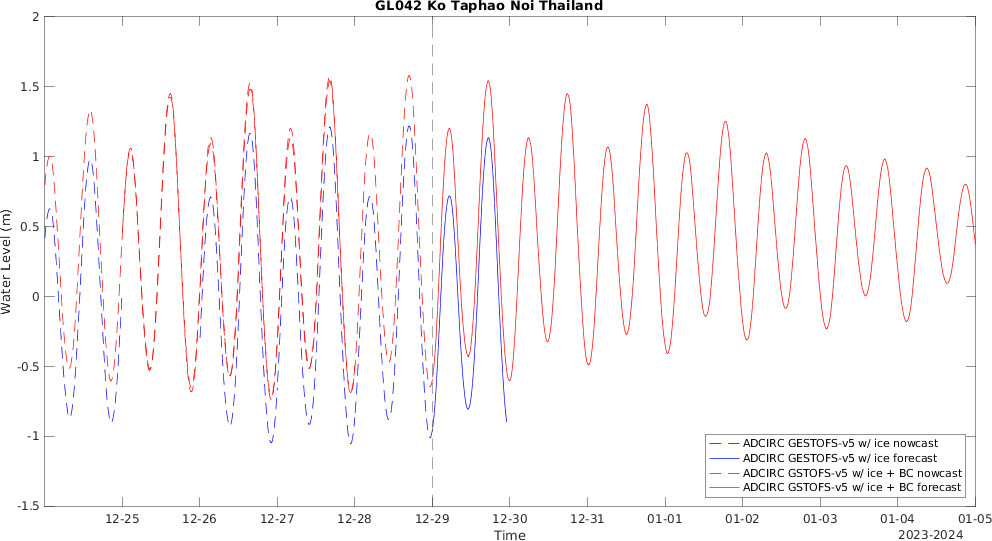 GL042 Ko Taphao Noi Thailand
2
1.5
1
0.5
0
-0.5
-1
-1.5
Water Level (m)
12-25 12-26 12-27 12-28 12-29 12-30 12-31 01-01 01-02 01-03 01-04 01-05
Time
2023-2024
ADCIRC GESTOFS-v5 w/ ice nowcast
ADCIRC GESTOFS-v5 w/ ice forecast
ADCIRC GSTOFS-v5 w/ ice + BC nowcast
ADCIRC GSTOFS-v5 w/ ice + BC forecast